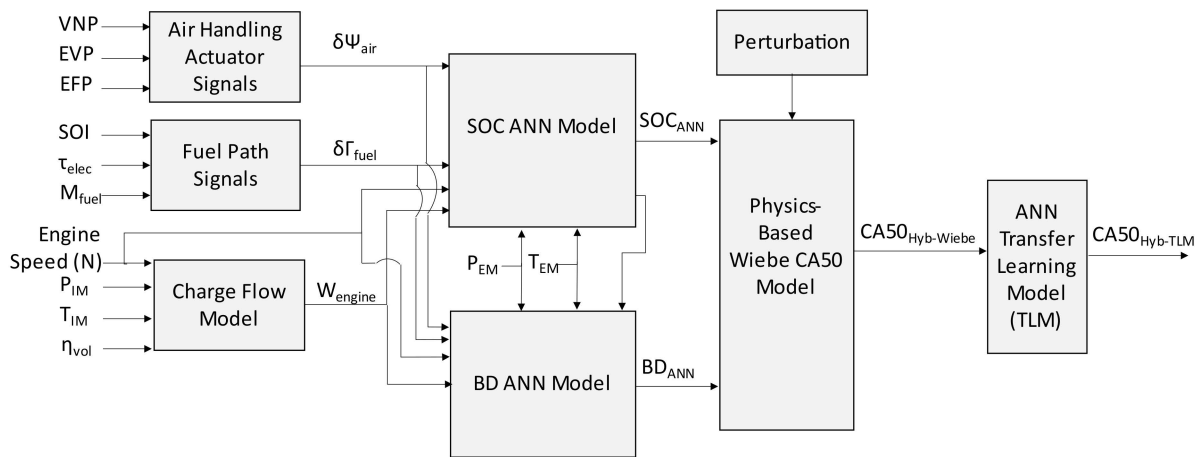 VNP
EVP
EFP
Air Handling
Actuator
Signals
δΨair
SOI
τelec
Mfuel
Fuel Path
Signals
δΓfuel
Engine
Speed (N)
PIM
TIM
ηvol
Charge Flow
Model
Wengine
SOC ANN Model
PEM
TEM
BD ANN Model
SOCANN
BDANN
Perturbation
Physics-
Based
Wiebe CA50
Model
CA50Hyb-Wiebe
ANN
Transfer
Learning
Model
(TLM)
CA50Hyb-TLM